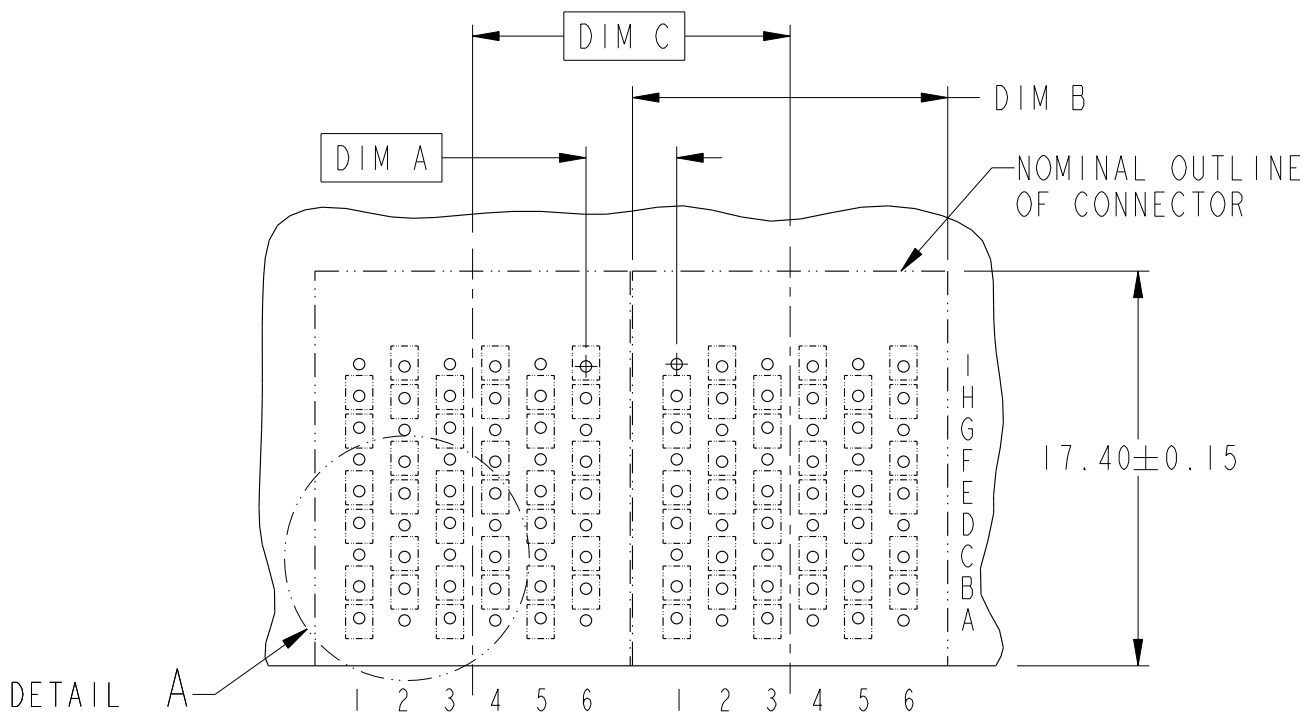 DIM C
DIM B
DIM A
NOMINAL OUTLINE
OF CONNECTOR
I
H
G
F
E
D
C
B
A
17.40±0.15
DETAIL A
1 2 3 4 5 6 1 2 3 4 5 6